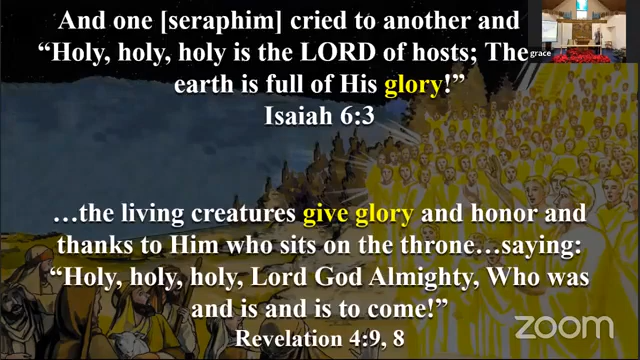 And one [seraphim] cried to another and
“Holy, holy, holy is the LORD of hosts; The
earth is full of His glory!”
Isaiah 6:3
grace
…the living creatures give glory and honor and
thanks to Him who sits on the throne…saying:
“Holy, holy, holy, Lord God Almighty, Who was
and is and is to come!”
Revelation 4:9, 8
zoom